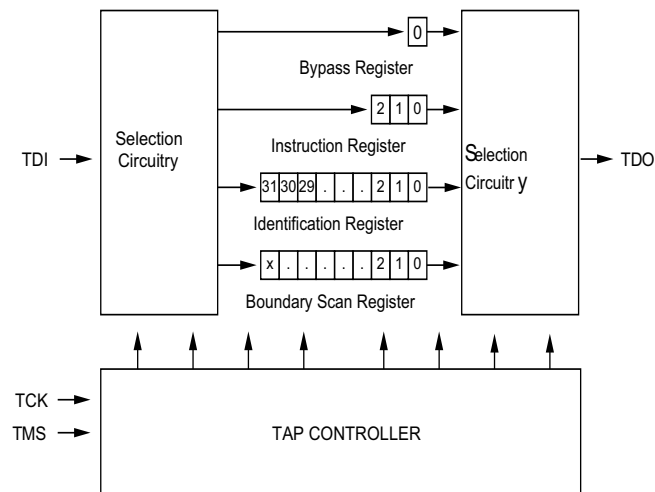 0
Bypass Register
2 1 0
Selection
Circuitry
Instruction Register
Selection
Circuitr y
TDI
TDO
31 30 29 . . . 2 1 0
Identification Register
x . . . . . 2 1 0
Boundary Scan Register
TCK
TMS
TAP CONTROLLER